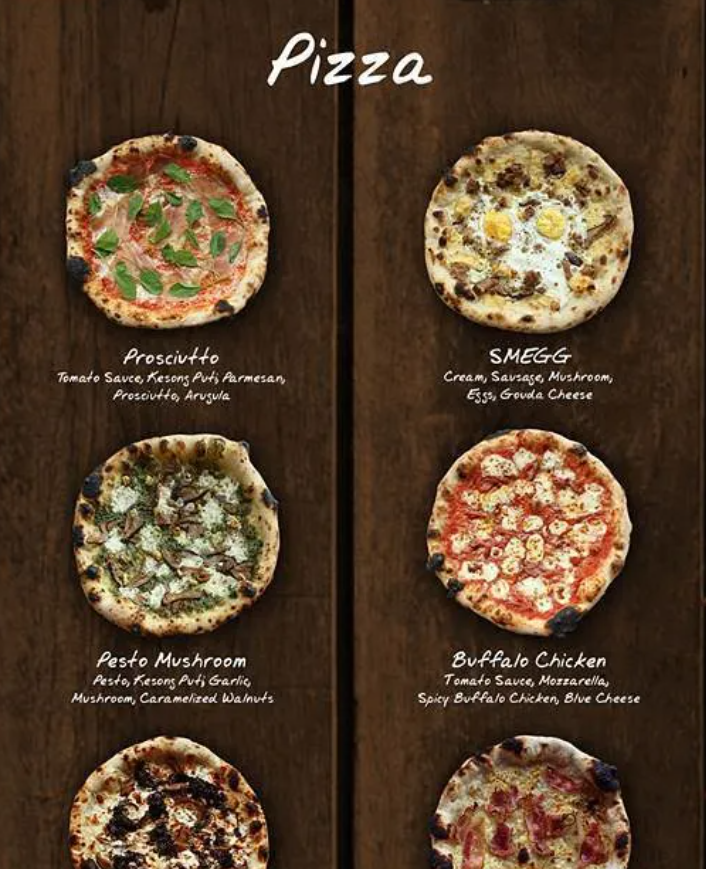 Pizza
Prosciutto
Tomato Sauce, Kesong Puti, Parmesan,
Prosciutto, Arugula
SMEGG
Cream, Sausage, Mushroom,
Eggs, Gouda Cheese
Pesto Mushroom
Pesto, Kesong Puti, Garlic,
Mushroom, Caramelized Walnuts
Buffalo Chicken
Tomato Sauce, Mozzarella,
Spicy Buffalo Chicken, Blue Cheese